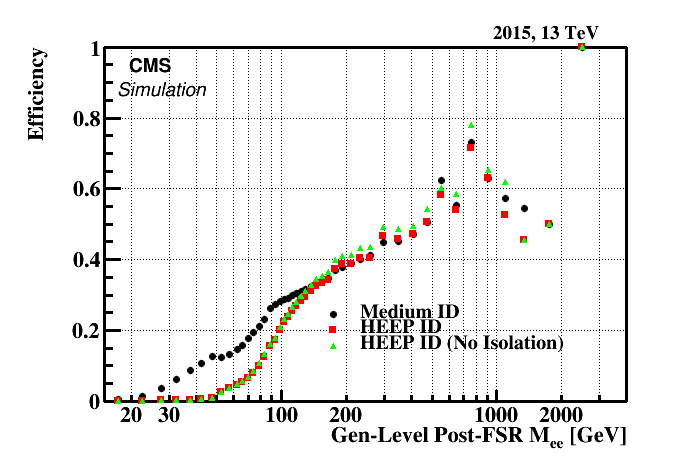 2015, 13 TeV
Efficiency
CMS
Simulation
1
0.8
0.6
0.4
0.2
0
Medium ID
HEEP ID
HEEP ID (No Isolation)
20 30 100 200 1000 2000
Gen-Level Post-FSR Mee [GeV]